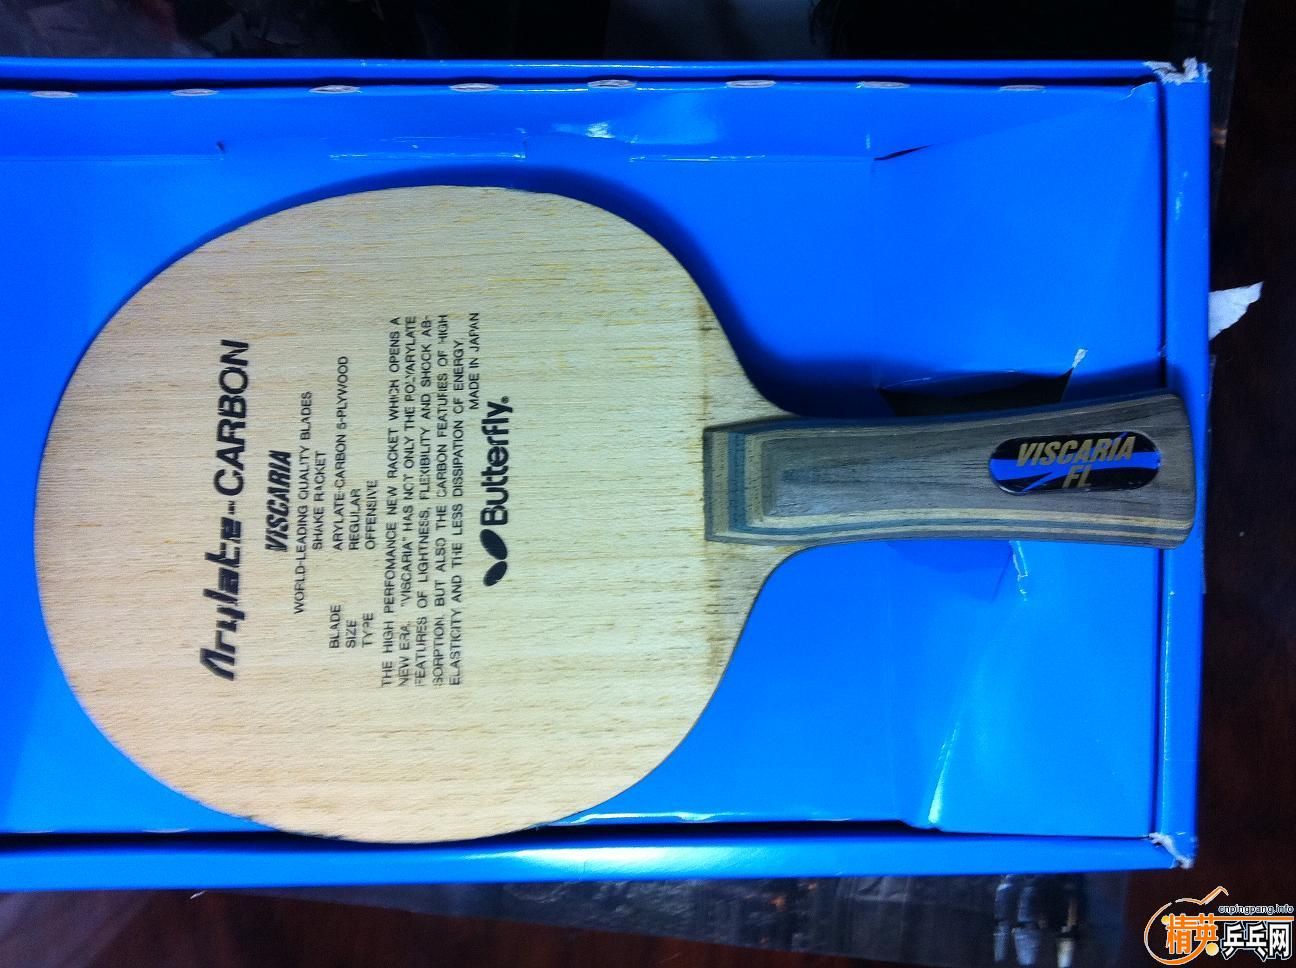 Arylate-CARBON
VISCARIA
WORLD-LEADING QUALITY BLADES
SHAKE RACKET
BLADE ARYLATE-CARBON 5-PLYWOOD
SIZE REGULAR
TYPE OFFENSIVE
THE HIGH PERFOMANCE NEW RACKET WHICH OPENS A
NEW ERA. "VISCARIA" HAS NOT ONLY THE POLYARYLATE
FEATURES OF LIGHTNESS, FLEXIBILITY AND SHOCK AB-
SORPTION, BUT ALSO THE CARBON FEATURES OF HIGH
ELASTICITY AND THE LESS DISSIPATION OF ENERGY.
MADE IN JAPAN
Butterfly®
VISCARIA
FL
cnpingpang.info
精英乒乓网